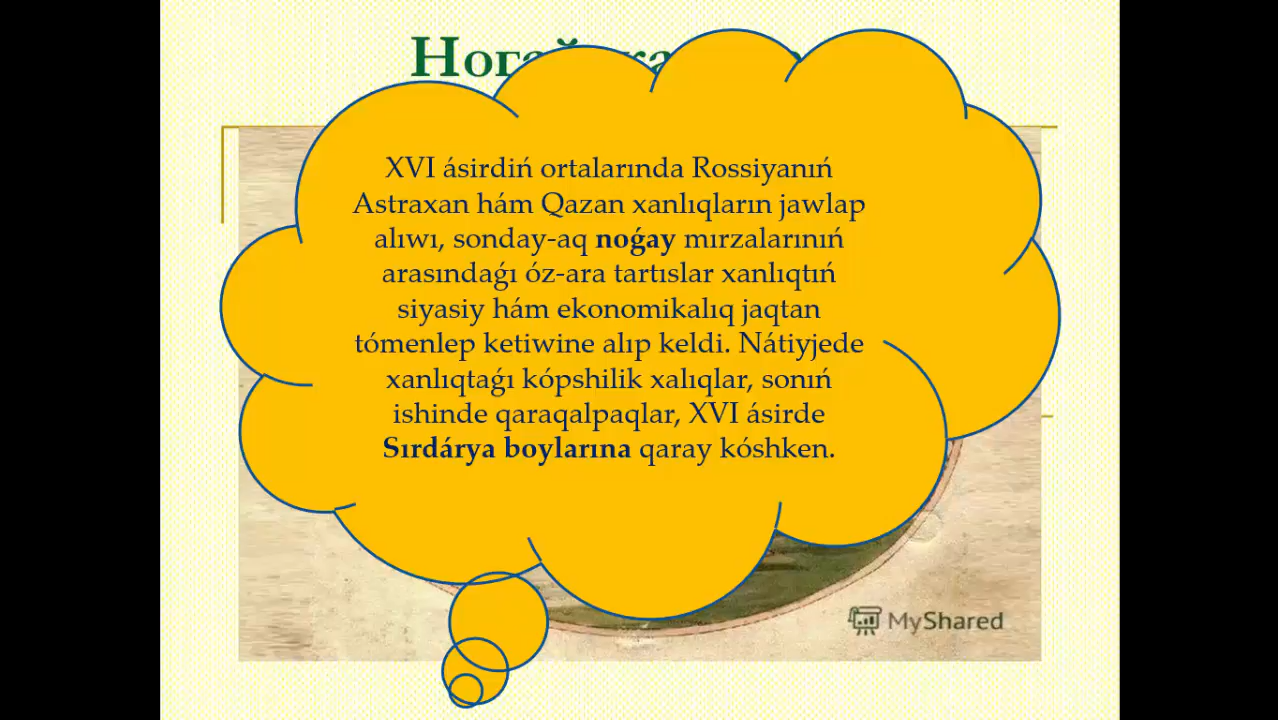 XVI ásirdiń ortalarında Rossiyanıń
Astraxan hám Qazan xanlıqların jawlap
alıwı, sonday-aq noǵay mırzalarınıń
arasındaǵı óz-ara tartıslar xanlıqtıń
siyasiy hám ekonomikalıq jaqtan
tómenlep ketiwine alıp keldi. Nátiyjede
xanlıqtaǵı kópshilik xalıqlar, sonıń
ishinde qaraqalpaqlar, XVI ásirde
Sırdárya boylarına qaray kóshken.
MyShared